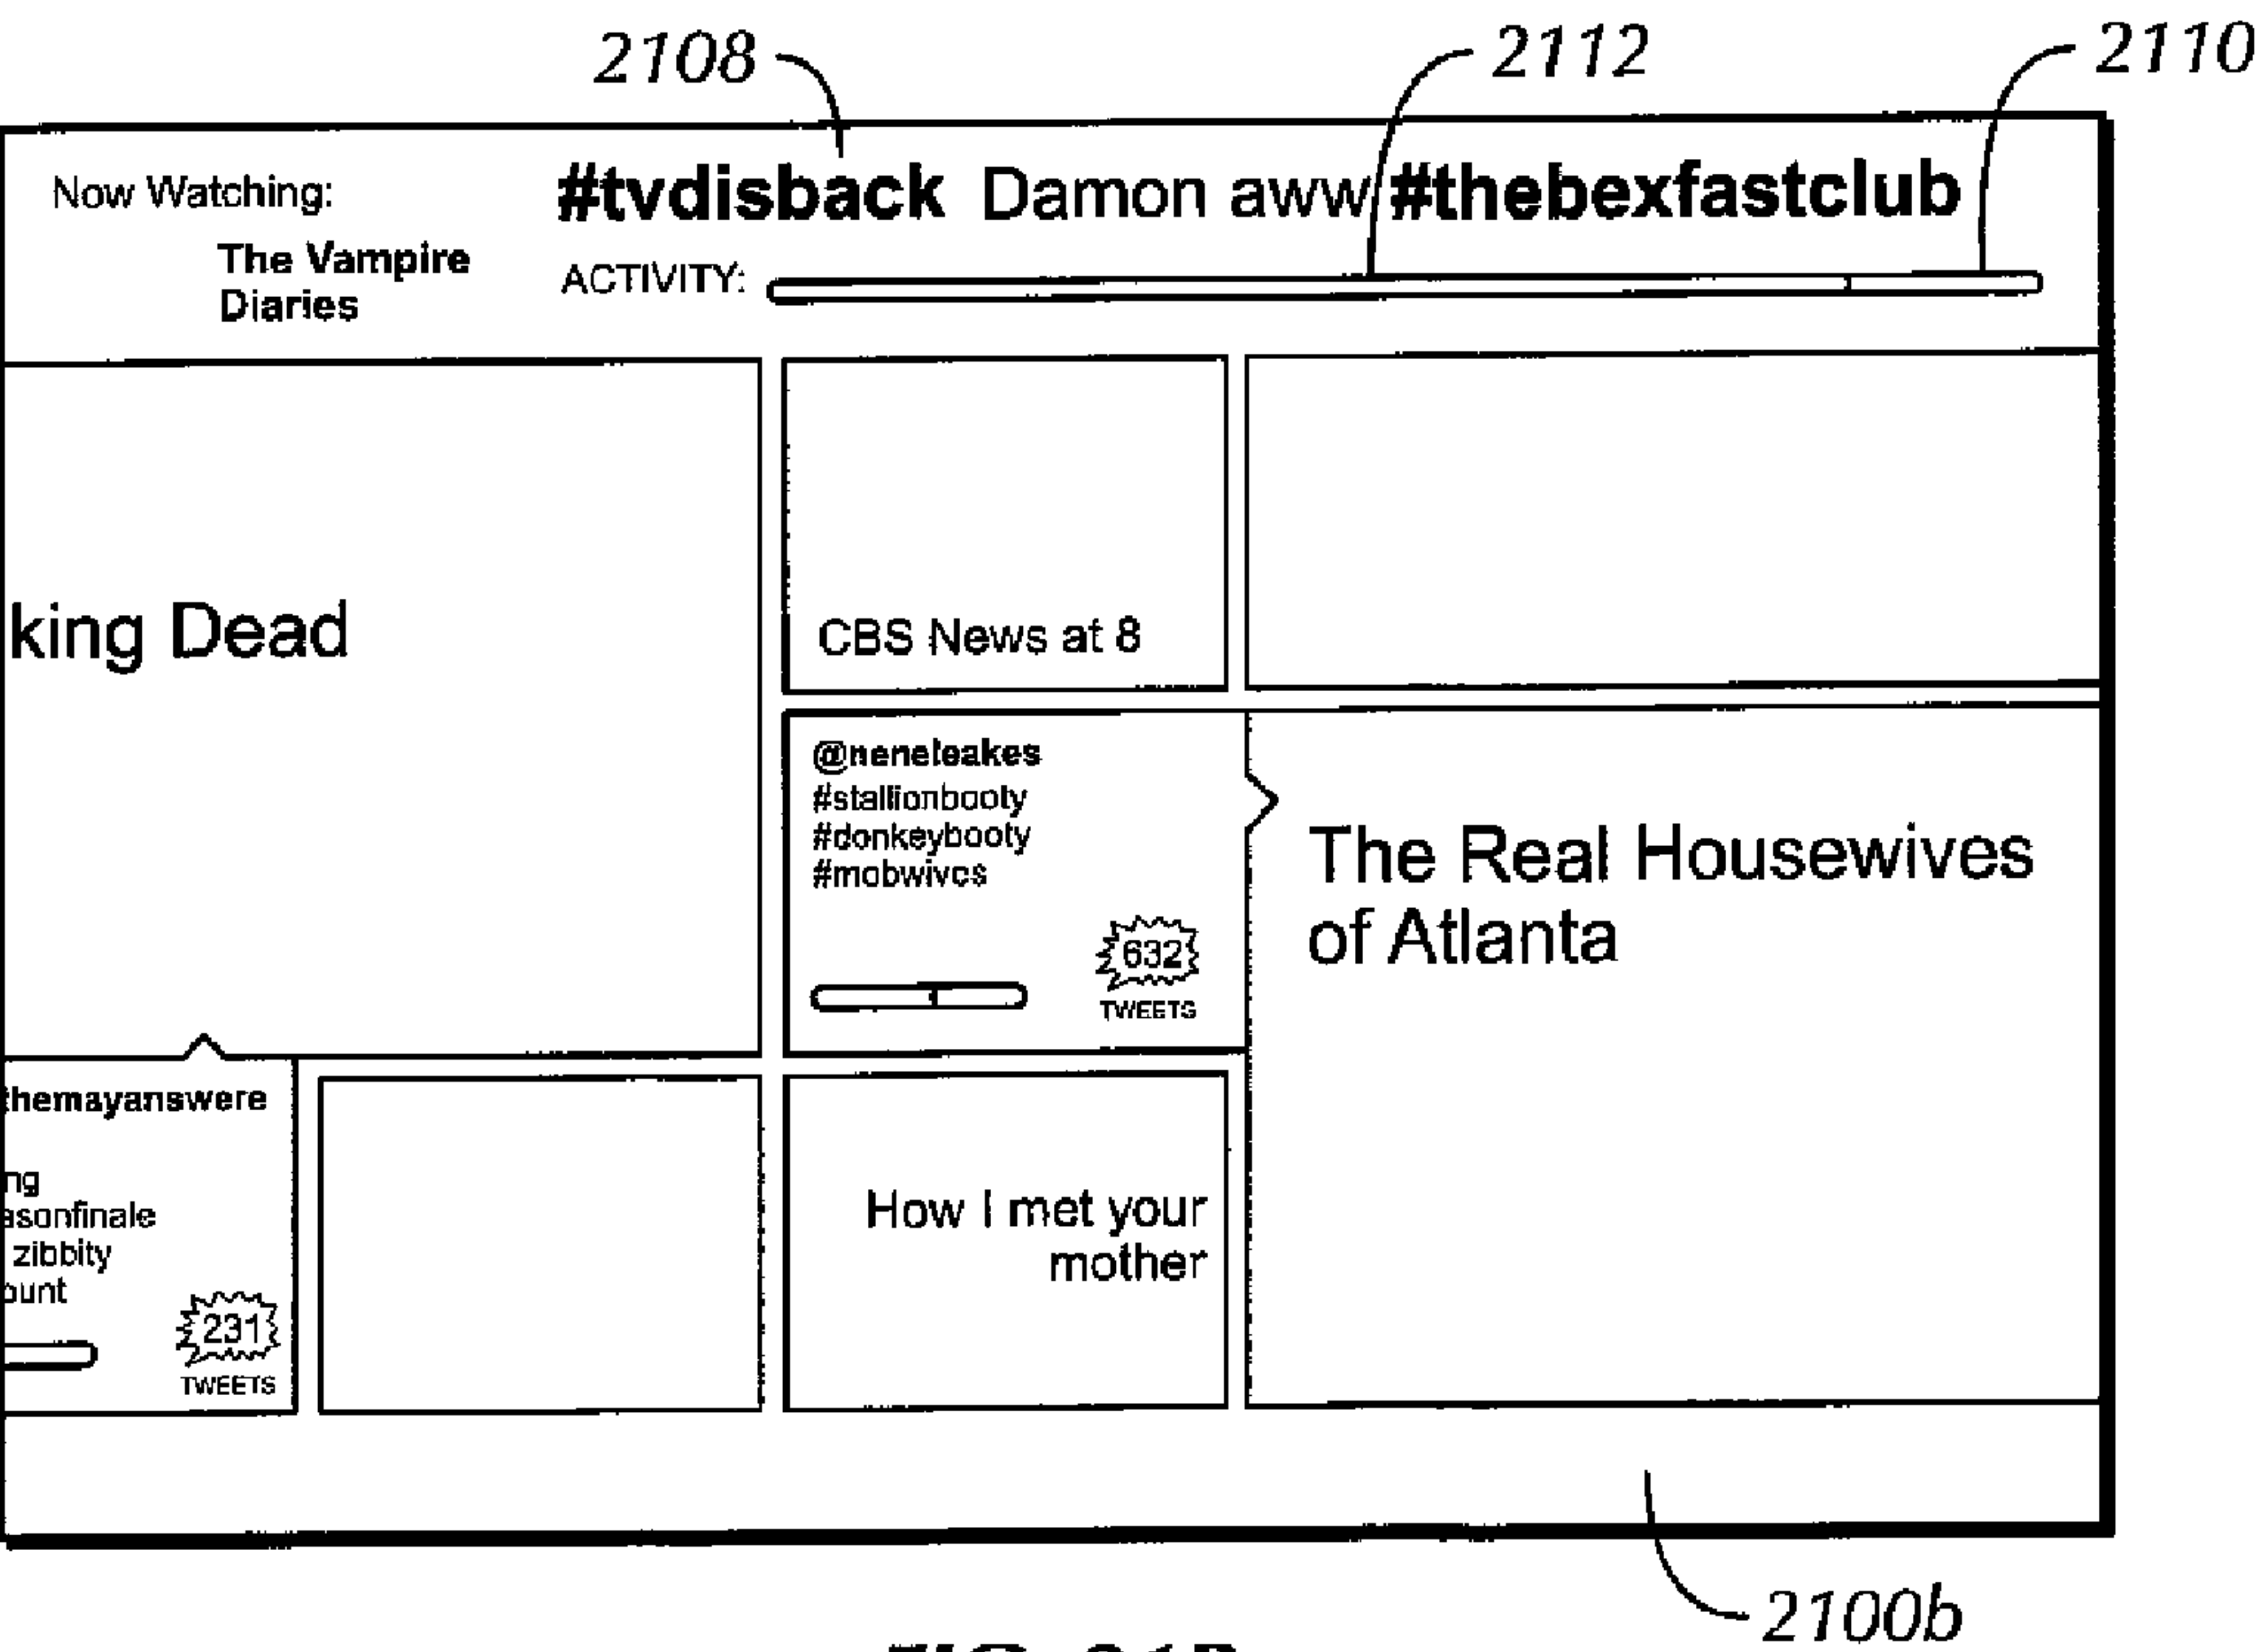 2108
2112
2110
Now Watching:
#tvdisback Damon aww #thebexfastclub
The Vampire
Diaries
ACTIVITY:
king Dead
CBS News at 8
@neneleakes
#stallionbooty
#donkeybooty
#mobwives
632
TWEETS
The Real Housewives
of Atlanta
themayanswere
ng
asonfinale
zibbity
ount
231
TWEETS
How I met your
mother
2100b